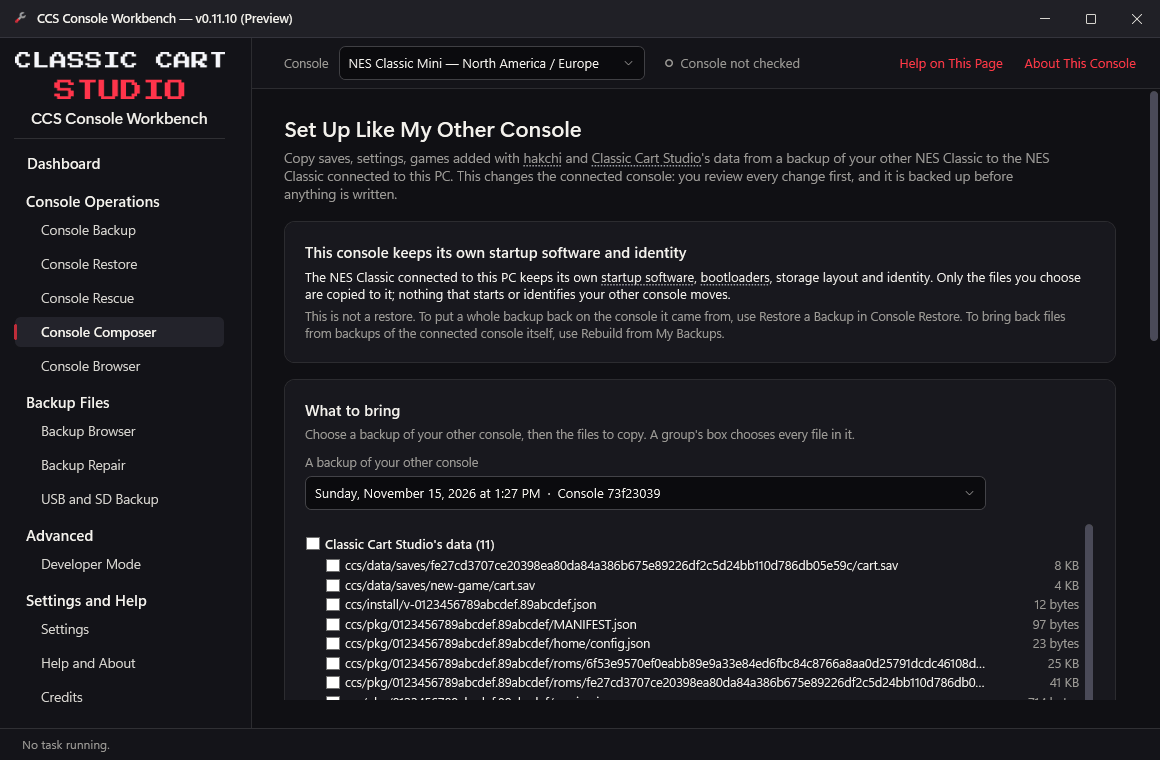 CCS Console Workbench — v0.11.10 (Preview)
CLASSIC CART
STUDIO
CCS Console Workbench
Dashboard
Console Operations
Console Backup
Console Restore
Console Rescue
Console Composer
Console Browser
Backup Files
Backup Browser
Backup Repair
USB and SD Backup
Advanced
Developer Mode
Settings and Help
Settings
Help and About
Credits
Console
NES Classic Mini — North America / Europe
Console not checked
Help on This Page
About This Console
Set Up Like My Other Console
Copy saves, settings, games added with hakchi and Classic Cart Studio's data from a backup of your other NES Classic to the NES
Classic connected to this PC. This changes the connected console: you review every change first, and it is backed up before
anything is written.
This console keeps its own startup software and identity
The NES Classic connected to this PC keeps its own startup software, bootloaders, storage layout and identity. Only the files you choose
are copied to it; nothing that starts or identifies your other console moves.
This is not a restore. To put a whole backup back on the console it came from, use Restore a Backup in Console Restore. To bring back files
from backups of the connected console itself, use Rebuild from My Backups.
What to bring
Choose a backup of your other console, then the files to copy. A group's box chooses every file in it.
A backup of your other console
Sunday, November 15, 2026 at 1:27 PM · Console 73f23039
Classic Cart Studio's data (11)
ccs/data/saves/fe27cd3707ce20398ea80da84a386b675e89226df2c5d24bb110d786db05e59c/cart.sav 8 KB
ccs/data/saves/new-game/cart.sav 4 KB
ccs/install/v-0123456789abcdef.89abcdef.json 12 bytes
ccs/pkg/0123456789abcdef.89abcdef/MANIFEST.json 97 bytes
ccs/pkg/0123456789abcdef.89abcdef/home/config.json 23 bytes
ccs/pkg/0123456789abcdef.89abcdef/roms/6f53e9570ef0eabb89e9a33e84ed6fbc84c8766a8aa0d25791dcdc46108d... 25 KB
ccs/pkg/0123456789abcdef.89abcdef/roms/fe27cd3707ce20398ea80da84a386b675e89226df2c5d24bb110d786db0... 41 KB
No task running.